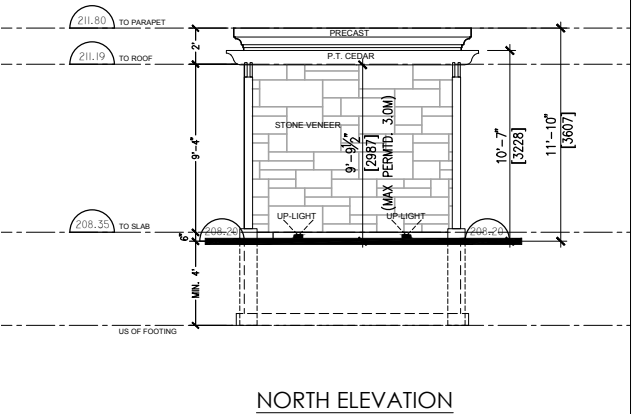 211.80 TO PARAPET
PRECAST
211.19 TO ROOF
P.T. CEDAR
2'
9'-4"
STONE VENEER
9'-9½"
[2987]
(MAX PERMTD. 3.0M)
10'-7"
[3228]
11'-10"
[3607]
UP-LIGHT
UP-LIGHT
208.35 TO SLAB
208.20
208.20
6"
MIN. 4'
US OF FOOTING
NORTH ELEVATION